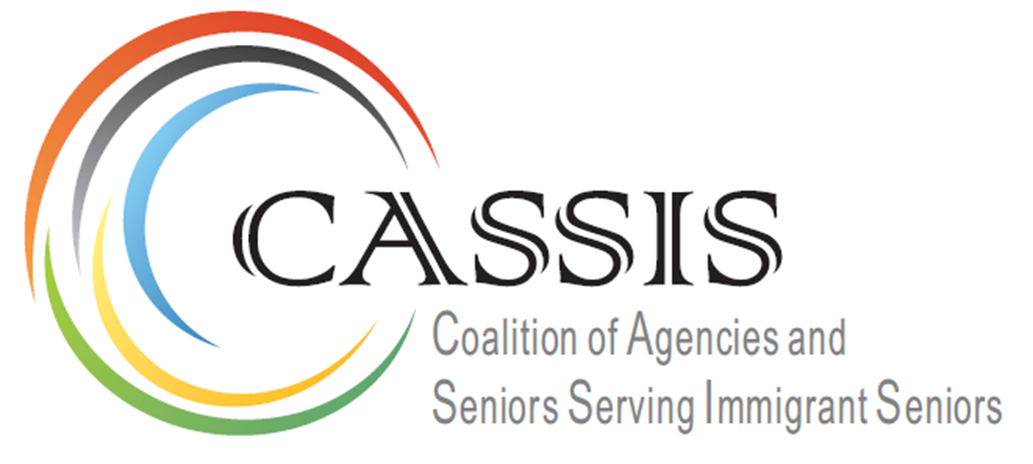 CASSIS
Coalition of Agencies and
Seniors Serving Immigrant Seniors